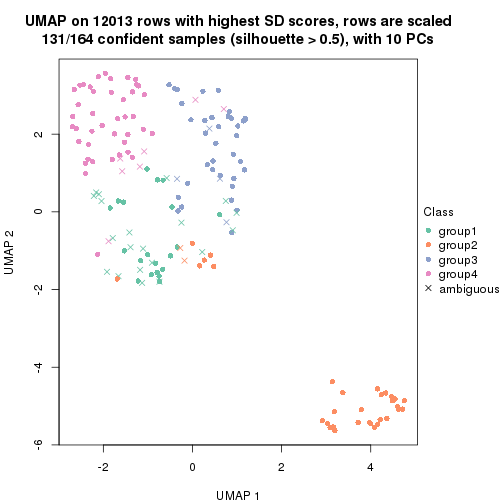 UMAP on 12013 rows with highest SD scores, rows are scaled
131/164 confident samples (silhouette > 0.5), with 10 PCs
2
0
-2
-4
-6
UMAP 2
-2
0
2
4
UMAP 1
Class
group1
group2
group3
group4
ambiguous